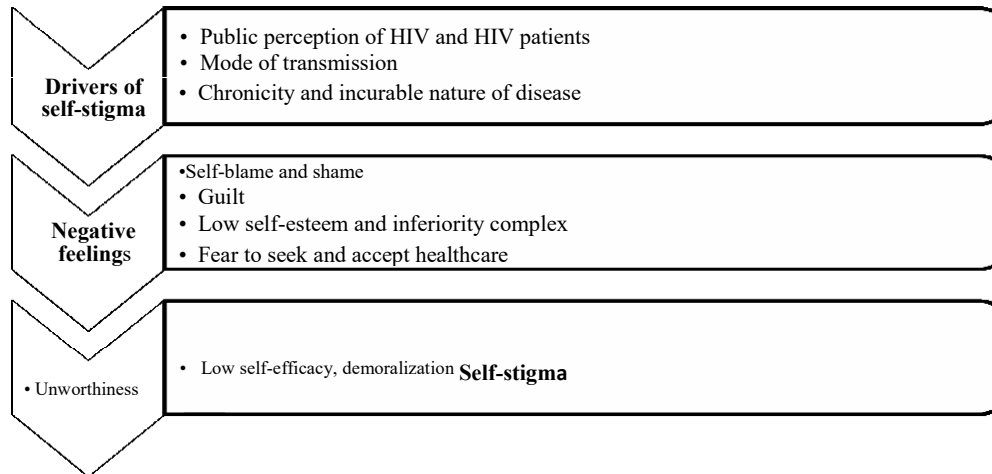 Drivers of
self-stigma
• Public perception of HIV and HIV patients
• Mode of transmission
• Chronicity and incurable nature of disease
Negative
feelings
•Self-blame and shame
• Guilt
• Low self-esteem and inferiority complex
• Fear to seek and accept healthcare
• Unworthiness
• Low self-efficacy, demoralization Self-stigma